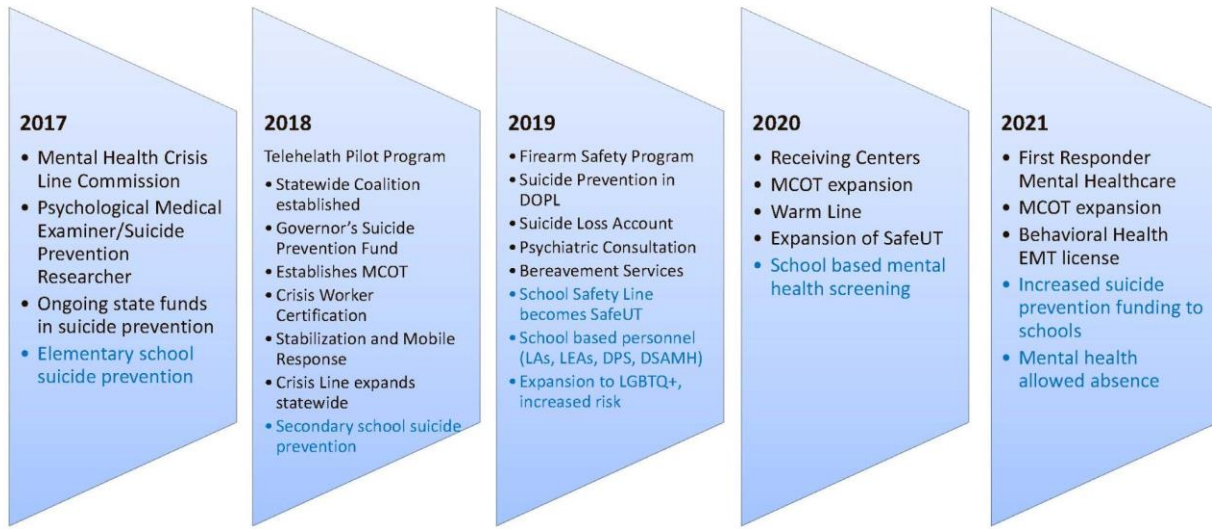 2017
• Mental Health Crisis
Line Commission
• Psychological Medical
Examiner/Suicide
Prevention
Researcher
• Ongoing state funds
in suicide prevention
• Elementary school
suicide prevention
2018
Telehelath Pilot Program
• Statewide Coalition
established
• Governor's Suicide
Prevention Fund
• Establishes MCOT
• Crisis Worker
Certification
• Stabilization and Mobile
Response
• Crisis Line expands
statewide
• Secondary school suicide
prevention
2019
• Firearm Safety Program
• Suicide Prevention in
DOPL
• Suicide Loss Account
• Psychiatric Consultation
• Bereavement Services
• School Safety Line
becomes SafeUT
• School based personnel
(LAs, LEAs, DPS, DSAMH)
• Expansion to LGBTQ+,
increased risk
2020
• Receiving Centers
• MCOT expansion
• Warm Line
• Expansion of SafeUT
• School based mental
health screening
2021
• First Responder
Mental Healthcare
• MCOT expansion
• Behavioral Health
EMT license
• Increased suicide
prevention funding to
schools
• Mental health
allowed absence